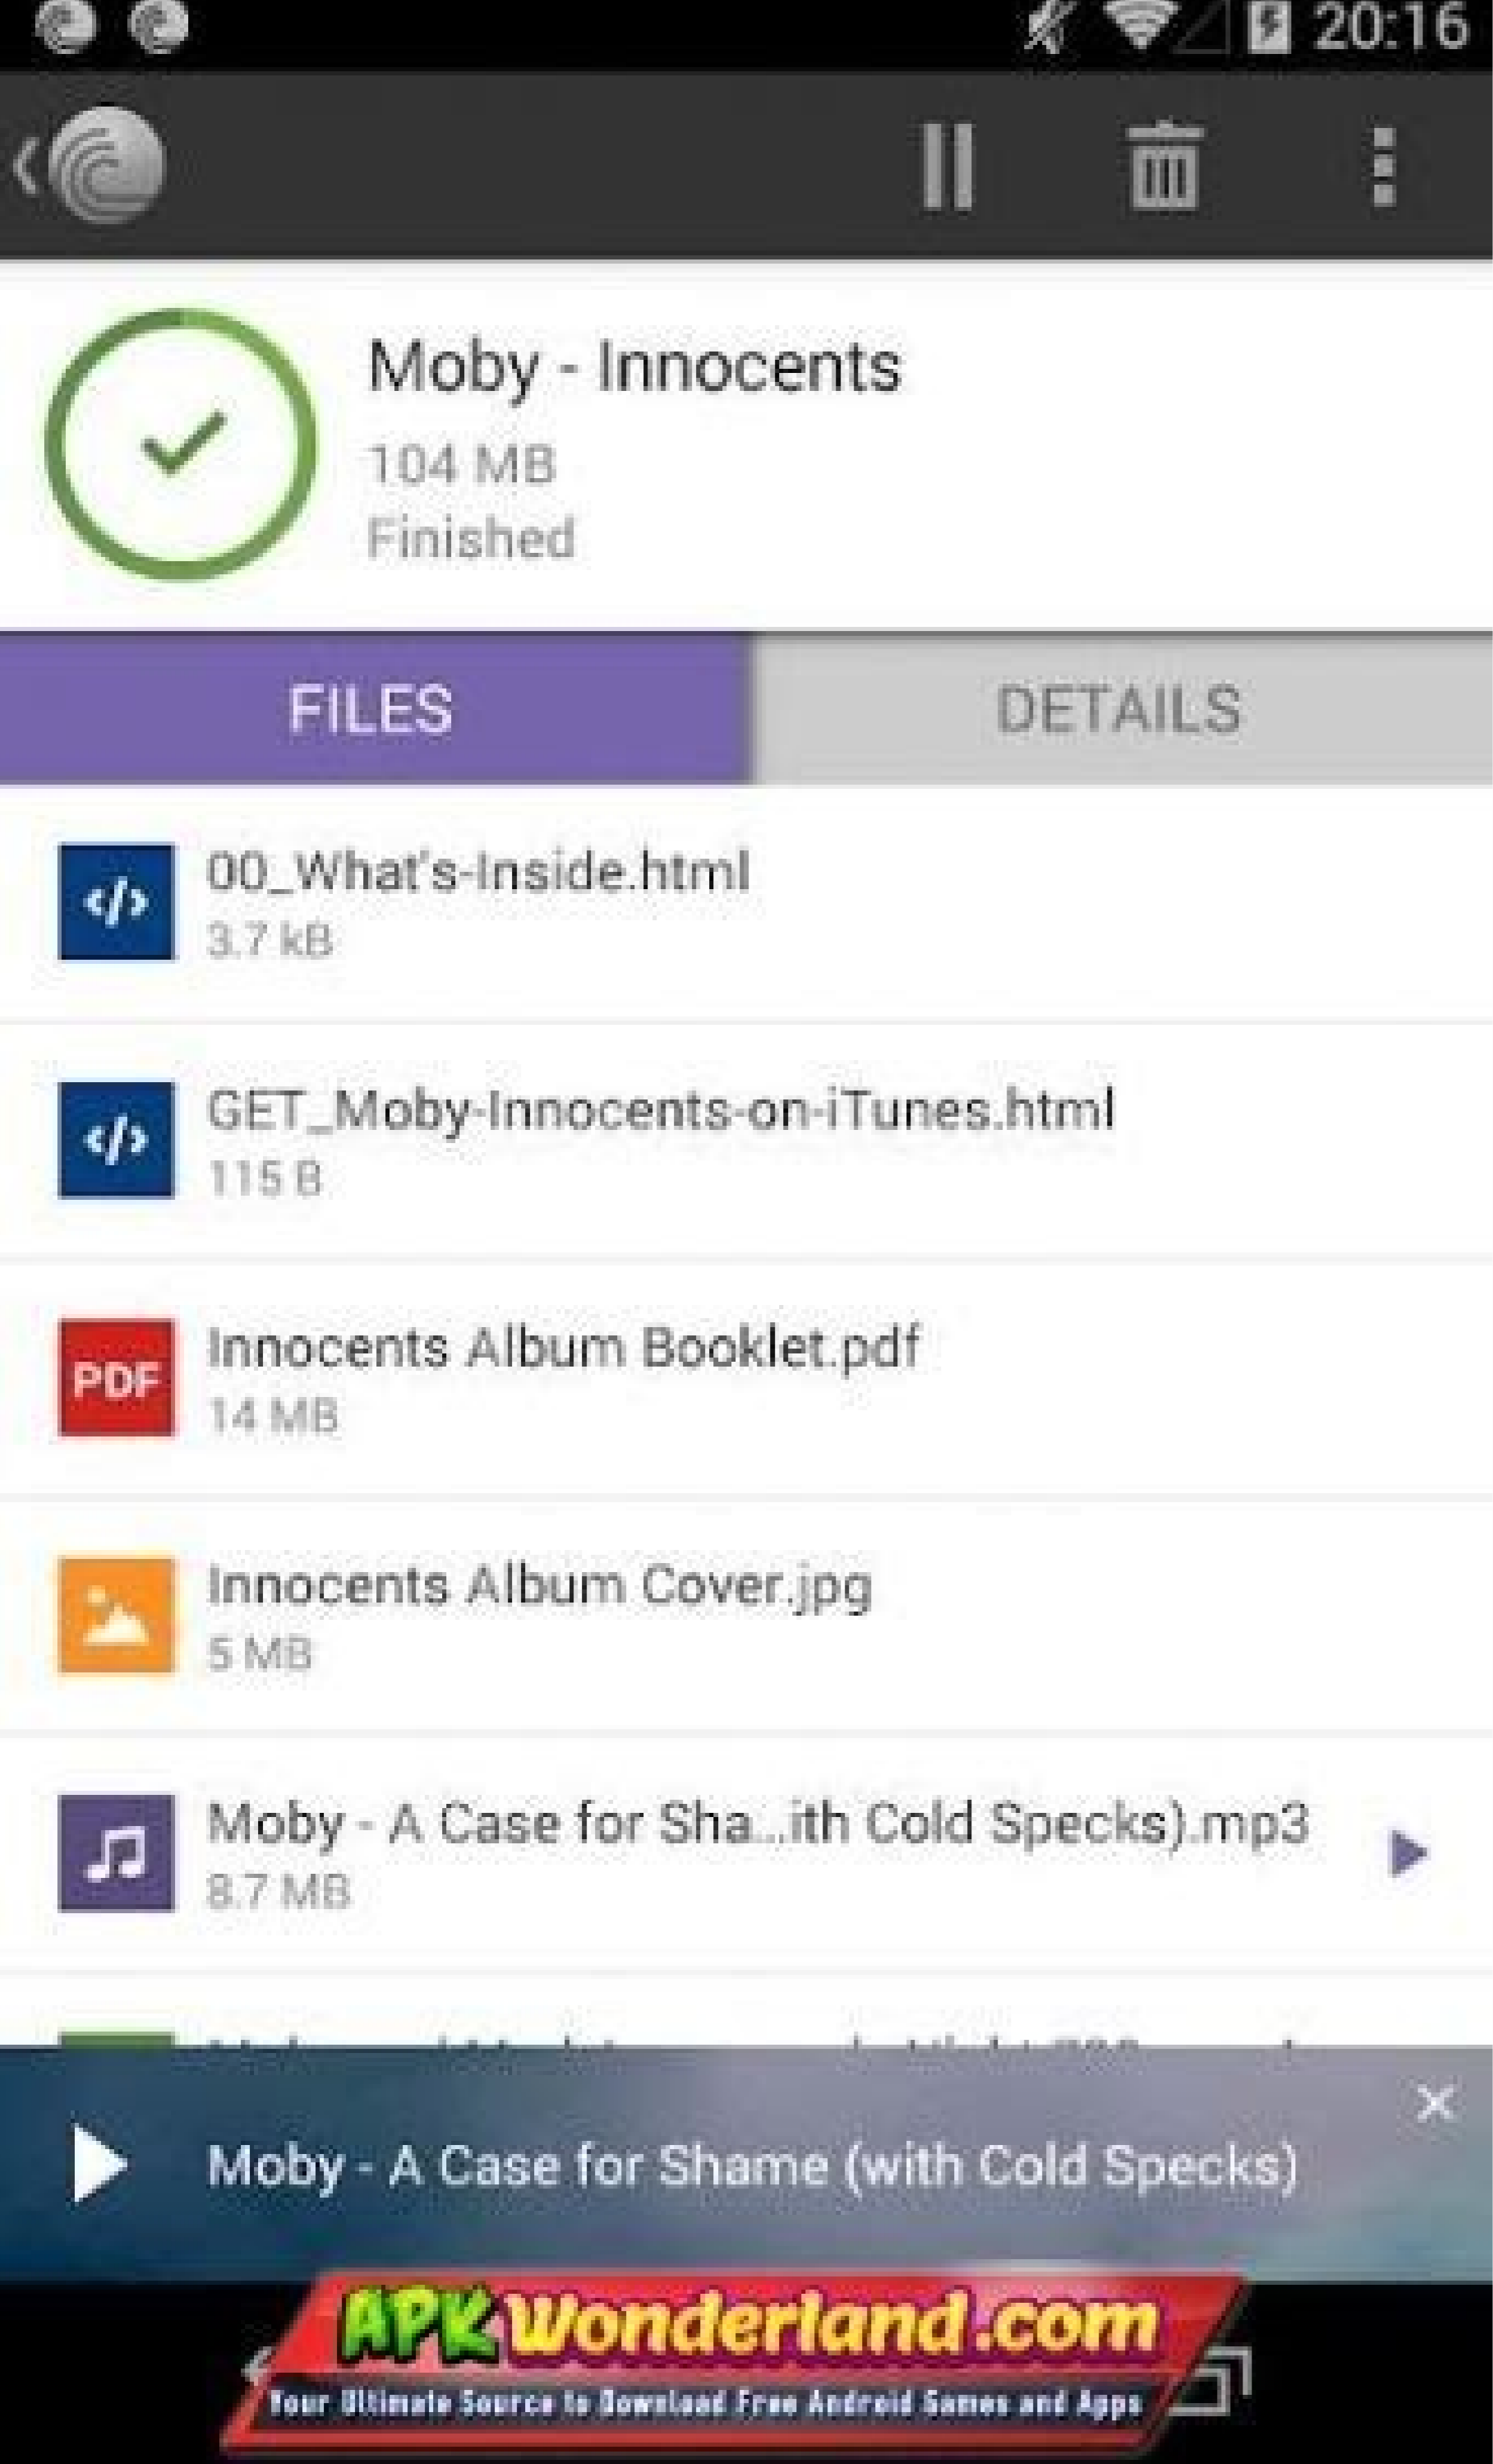 20:16
Moby - Innocents
104 MB
Finished
FILES
DETAILS
00_What's-Inside.html
3.7 kB
GET_Moby-Innocents-on-iTunes.html
115 B
PDF
Innocents Album Booklet.pdf
14 MB
Innocents Album Cover.jpg
5 MB
Moby - A Case for Sha...ith Cold Specks).mp3
8.7 MB
Moby - A Case for Shame (with Cold Specks)
APKWonderland.com
Your Ultimate Source to Download Free Android Games and Apps